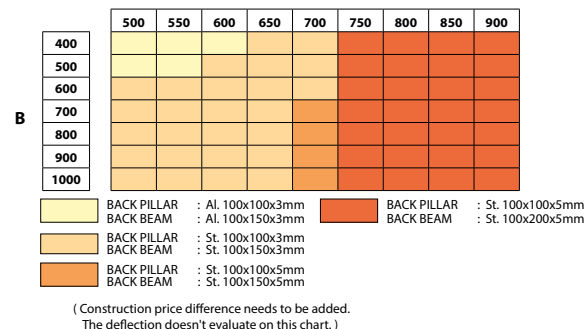 500 550 600 650 700 750 800 850 900
400
500
600
700
B
800
900
1000
BACK PILLAR : Al. 100x100x3mm
BACK BEAM : Al. 100x150x3mm
BACK PILLAR : St. 100x100x5mm
BACK BEAM : St. 100x200x5mm
BACK PILLAR : St. 100x100x3mm
BACK BEAM : St. 100x150x3mm
BACK PILLAR : St. 100x100x5mm
BACK BEAM : St. 100x150x5mm
( Construction price difference needs to be added.
The deflection doesn't evaluate on this chart. )